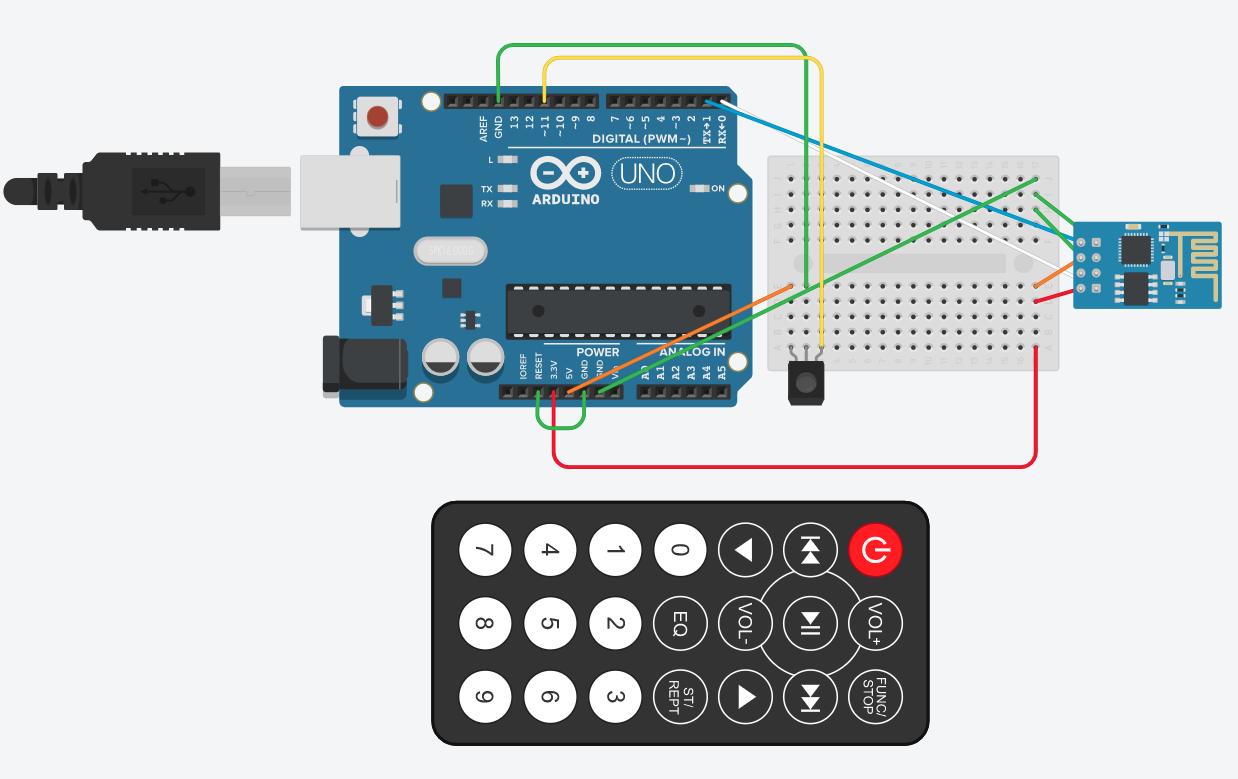 AREF
GND
13
12
~11
~10
~9
8
7
~6
~5
4
~3
2
TX→1
RX←0
DIGITAL (PWM~)
L
TX
RX
UNO
ON
ARDUINO
SPK16.000G
POWER
ANALOG IN
IOREF
RESET
3.3V
5V
GND
GND
A0
A1
A2
A3
A4
A5
7
4
1
0
8
5
2
EQ
VOL-
VOL+
9
6
3
ST/
REPT
FUNC/
STOP